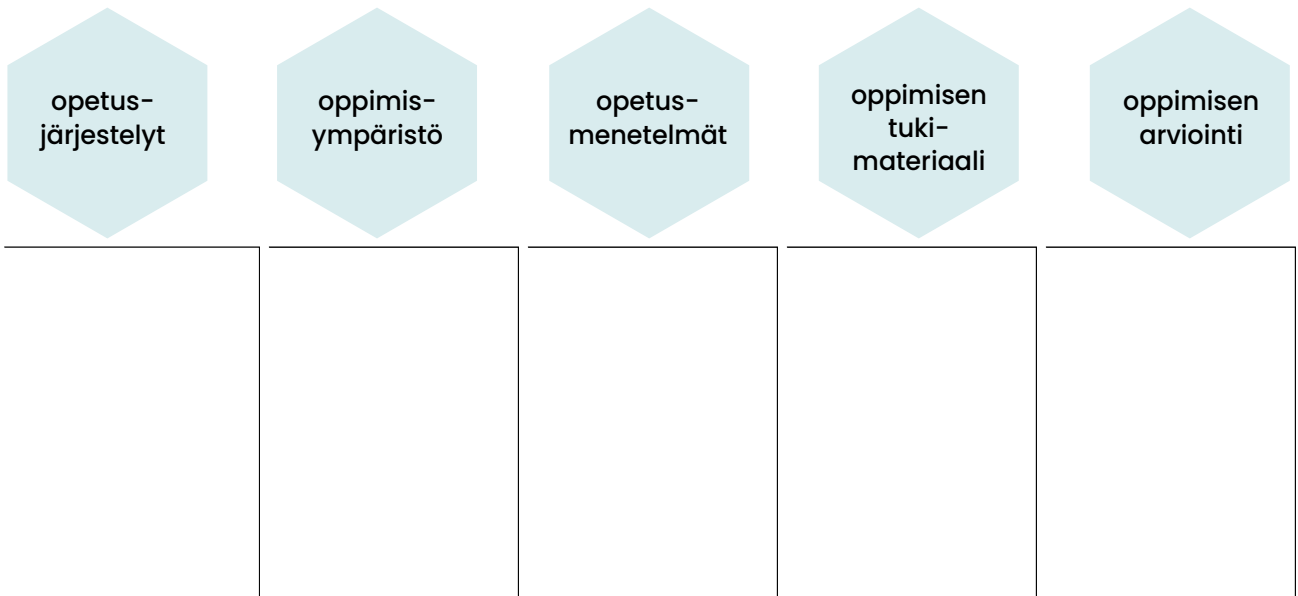 opetus-
järjestelyt
oppimis-
ympäristö
opetus-
menetelmät
oppimisen
tuki-
materiaali
oppimisen
arviointi